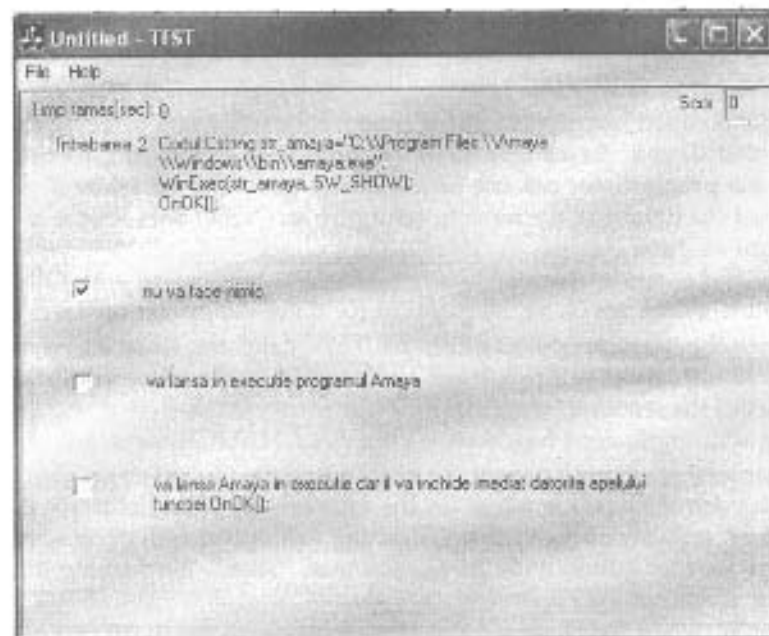 Untitled - TEST
File Help
Timp ramas[sec]: 0 Scor 0
Intrebarea 2 Codul:Cstring str_amaya="C:\\Program Files\\Amaya
\\Windows\\bin\\amaya.exe";
WinExec(str_amaya, SW_SHOW);
OnOK();
nu va face nimic
va lansa in executie programul Amaya
va lansa Amaya in executie dar il va inchide imediat datorita apelului
functiei OnOK();